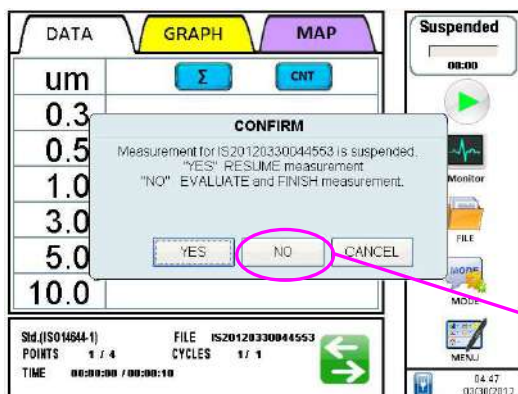 DATA GRAPH MAP
Suspended
00:00
um Σ CNT
0.3
0.5
1.0
3.0
5.0
10.0
CONFIRM
Measurement for IS20120330044553 is suspended.
"YES" RESUME measurement
"NO" EVALUATE and FINISH measurement.
YES NO CANCEL
Monitor
FILE
MODE
MODE
MENU
Std.(ISO14644-1) FILE IS20120330044553
POINTS 1 / 4 CYCLES 1/ 1
TIME 00:00:00 / 00:00:10
04:47
03/30/2012